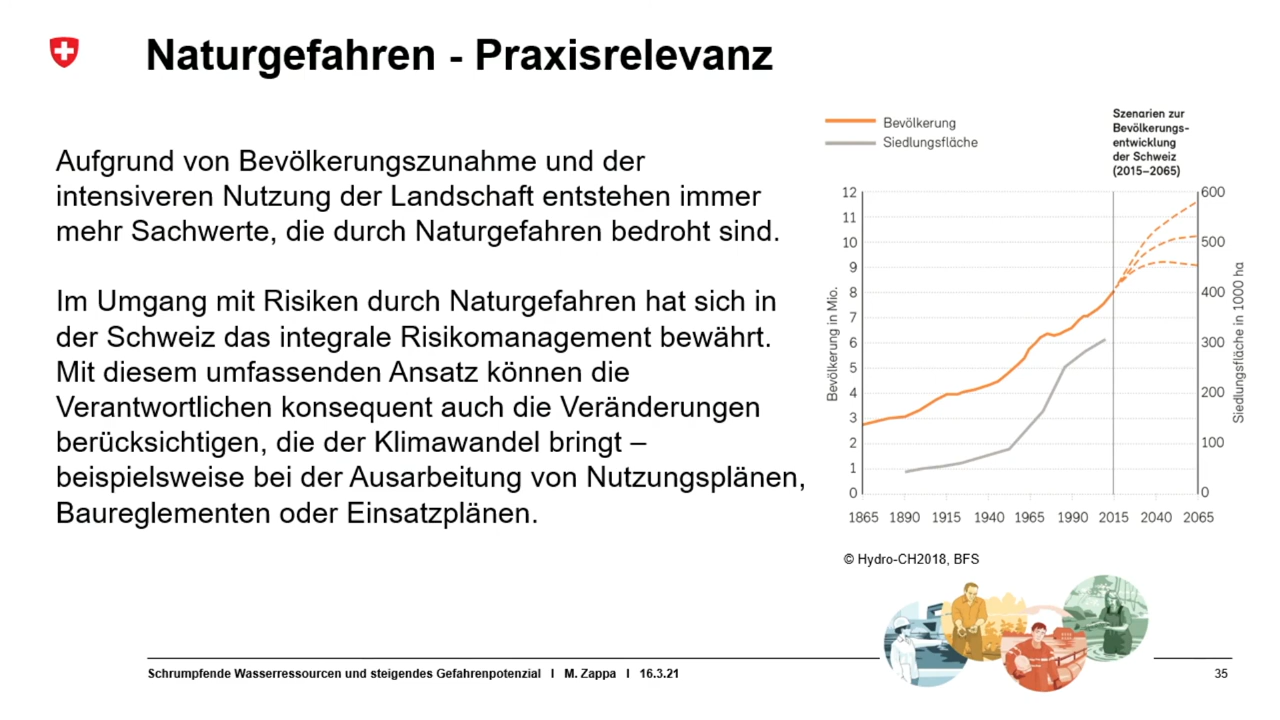 Naturgefahren - Praxisrelevanz
Aufgrund von Bevölkerungszunahme und der
intensiveren Nutzung der Landschaft entstehen immer
mehr Sachwerte, die durch Naturgefahren bedroht sind.
Im Umgang mit Risiken durch Naturgefahren hat sich in
der Schweiz das integrale Risikomanagement bewährt.
Mit diesem umfassenden Ansatz können die
Verantwortlichen konsequent auch die Veränderungen
berücksichtigen, die der Klimawandel bringt –
beispielsweise bei der Ausarbeitung von Nutzungsplänen,
Baureglementen oder Einsatzplänen.
Bevölkerung
Siedlungsfläche
Szenarien zur
Bevölkerungs-
entwicklung
der Schweiz
(2015–2065)
Bevölkerung in Mio.
12
11
10
9
8
7
6
5
4
3
2
1
0
600
500
400
300
200
100
0
Siedlungsfläche in 1000 ha
1865 1890 1915 1940 1965 1990 2015 2040 2065
© Hydro-CH2018, BFS
Schrumpfende Wasserressourcen und steigendes Gefahrenpotenzial I M. Zappa I 16.3.21
35